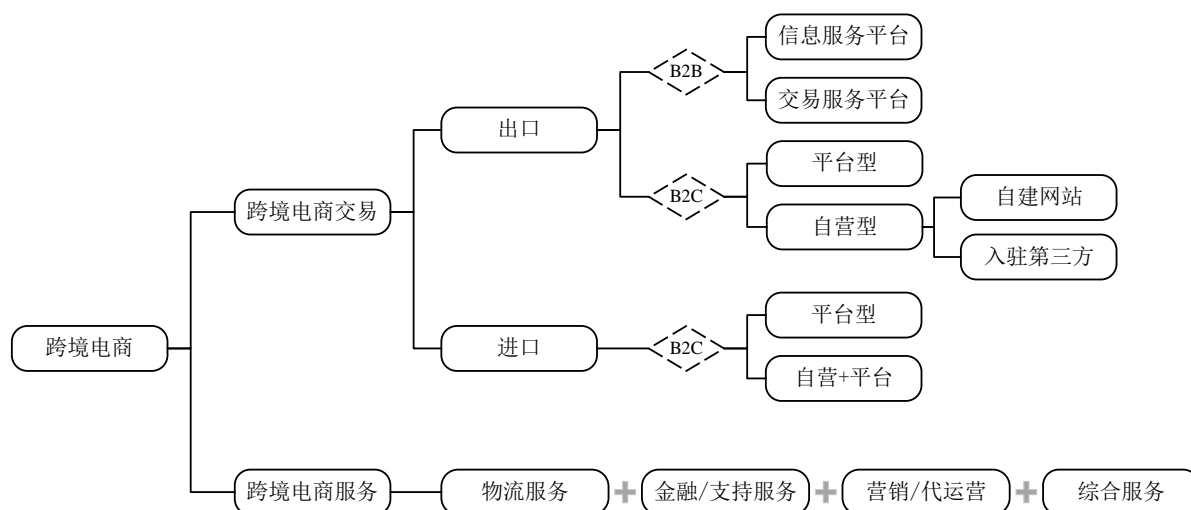 信息服务平台
B2B
交易服务平台
出口
平台型
B2C
自建网站
跨境电商交易
自营型
入驻第三方
平台型
跨境电商
进口
B2C
自营+平台
跨境电商服务
物流服务
金融/支持服务
营销/代运营
综合服务